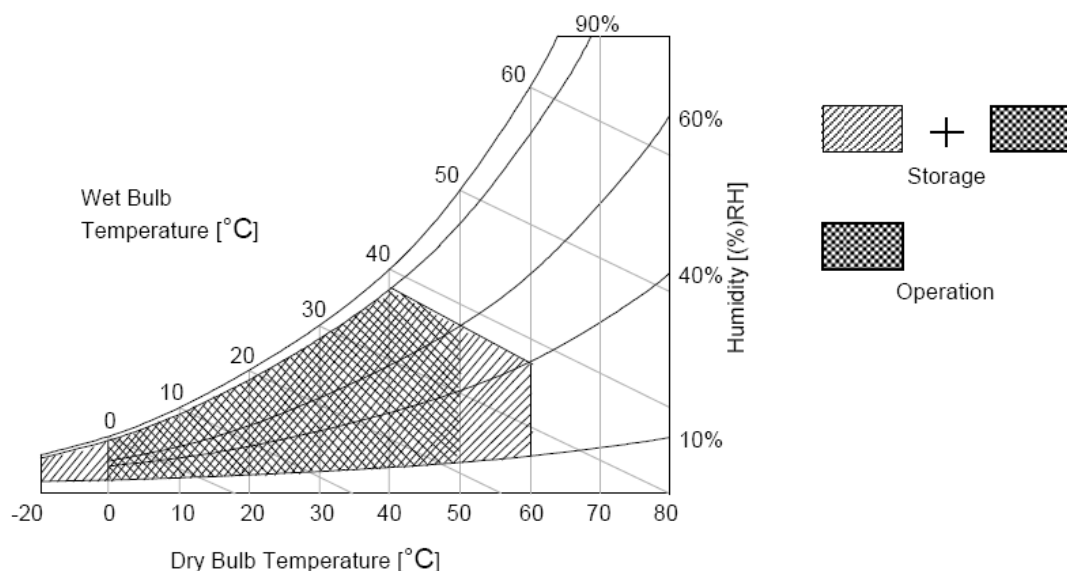 90%
60
60%
50
Wet Bulb
Temperature [°C]
Storage
40
40%
Humidity [(%)RH]
30
Operation
20
10
0
10%
-20 0 10 20 30 40 50 60 70 80
Dry Bulb Temperature [°C]